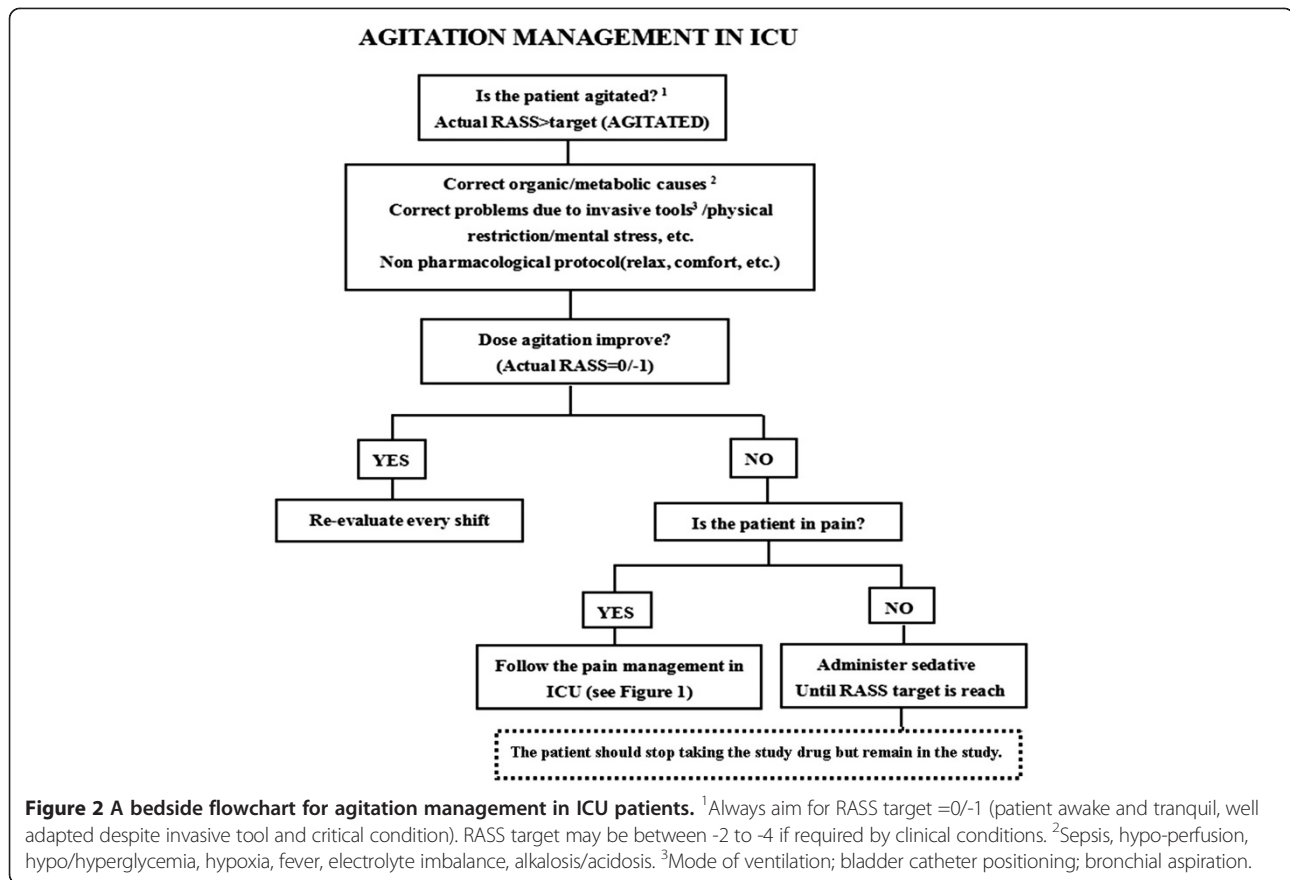 AGITATION MANAGEMENT IN ICU
Is the patient agitated? 1
Actual RASS>target (AGITATED)
Correct organic/metabolic causes 2
Correct problems due to invasive tools3 /physical
restriction/mental stress, etc.
Non pharmacological protocol(relax, comfort, etc.)
Dose agitation improve?
(Actual RASS=0/-1)
YES
NO
Re-evaluate every shift
Is the patient in pain?
YES
NO
Follow the pain management in
ICU (see Figure 1)
Administer sedative
Until RASS target is reach
The patient should stop taking the study drug but remain in the study.
Figure 2 A bedside flowchart for agitation management in ICU patients. 1Always aim for RASS target =0/-1 (patient awake and tranquil, well
adapted despite invasive tool and critical condition). RASS target may be between -2 to -4 if required by clinical conditions. 2Sepsis, hypo-perfusion,
hypo/hyperglycemia, hypoxia, fever, electrolyte imbalance, alkalosis/acidosis. 3Mode of ventilation; bladder catheter positioning; bronchial aspiration.